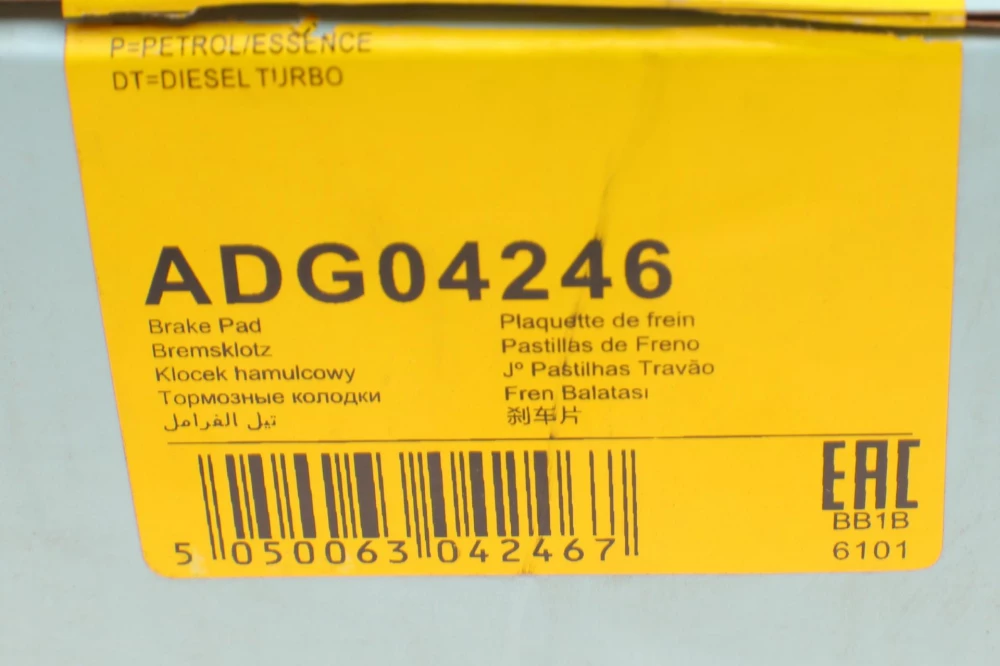 P=PETROL/ESSENCE
DT=DIESEL TURBO
ADG04246
Brake Pad
Bremsklotz
Klocek hamulcowy
Тормозные колодки
تيل الفرامل
Plaquette de frein
Pastillas de Freno
Jº Pastilhas Travão
Fren Balatası
刹车片
5 050063 042467
EAC
BB1B
6101